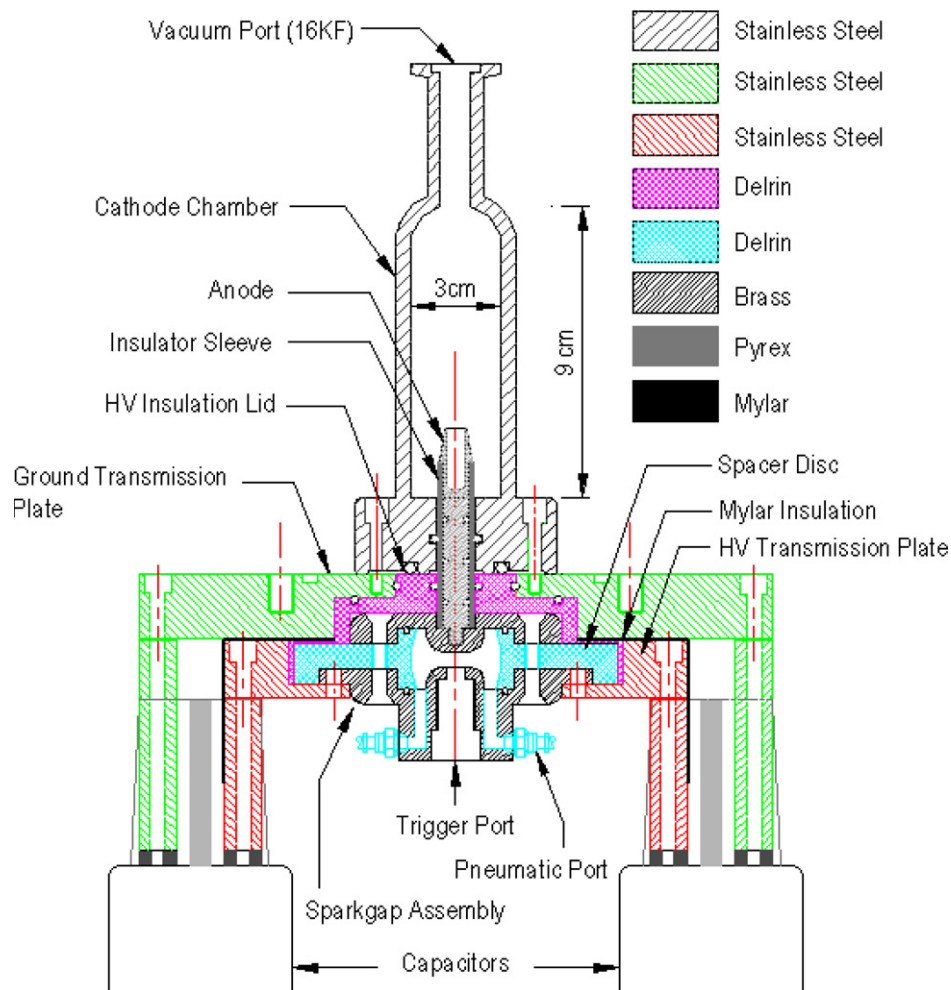 Vacuum Port (16KF)
Cathode Chamber
Anode
Insulator Sleeve
HV Insulation Lid
Ground Transmission
Plate
3cm
9cm
Stainless Steel
Stainless Steel
Stainless Steel
Delrin
Delrin
Brass
Pyrex
Mylar
Spacer Disc
Mylar Insulation
HV Transmission Plate
Trigger Port
Pneumatic Port
Sparkgap Assembly
Capacitors